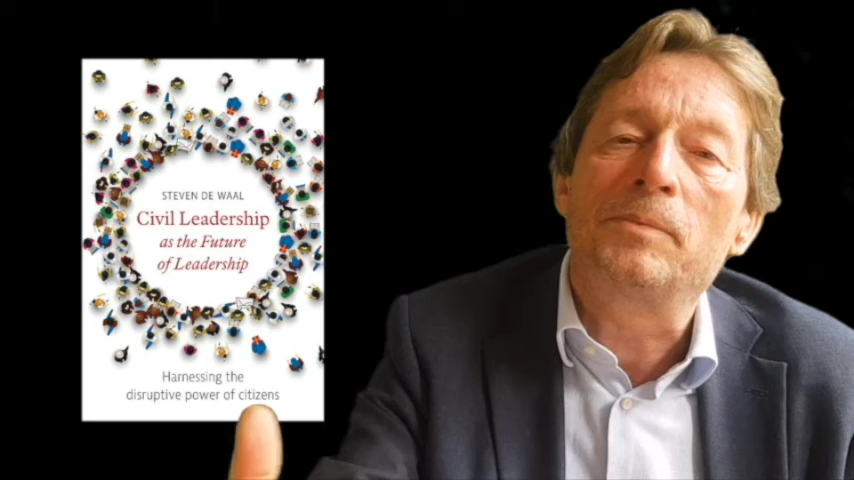 STEVEN DE WAAL
Civil Leadership
as the Future
of Leadership
Harnessing the
disruptive power of citizens